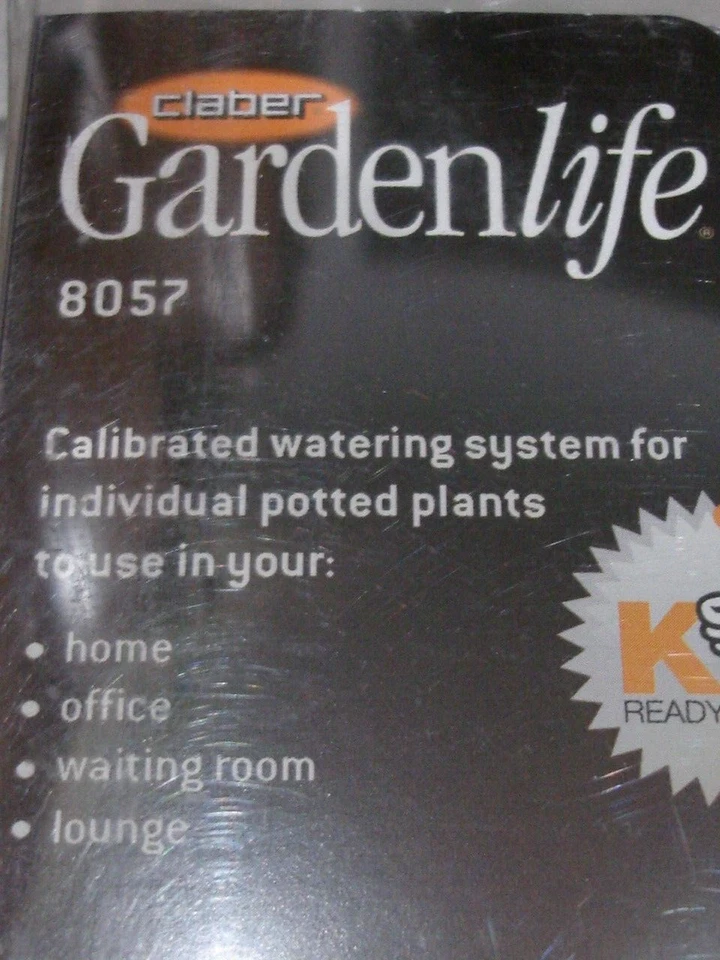 claber
Gardenlife®
8057
Calibrated watering system for
individual potted plants
to use in your:
• home
• office
• waiting room
• lounge
K
READY